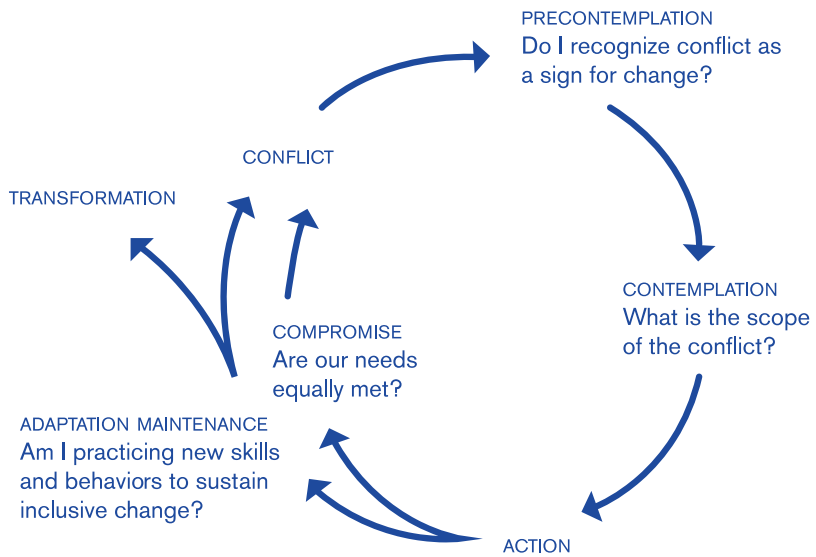 PRECONTEMPLATION
Do I recognize conflict as
a sign for change?
CONTEMPLATION
What is the scope
of the conflict?
ACTION
COMPROMISE
Are our needs
equally met?
ADAPTATION MAINTENANCE
Am I practicing new skills
and behaviors to sustain
inclusive change?
TRANSFORMATION
CONFLICT